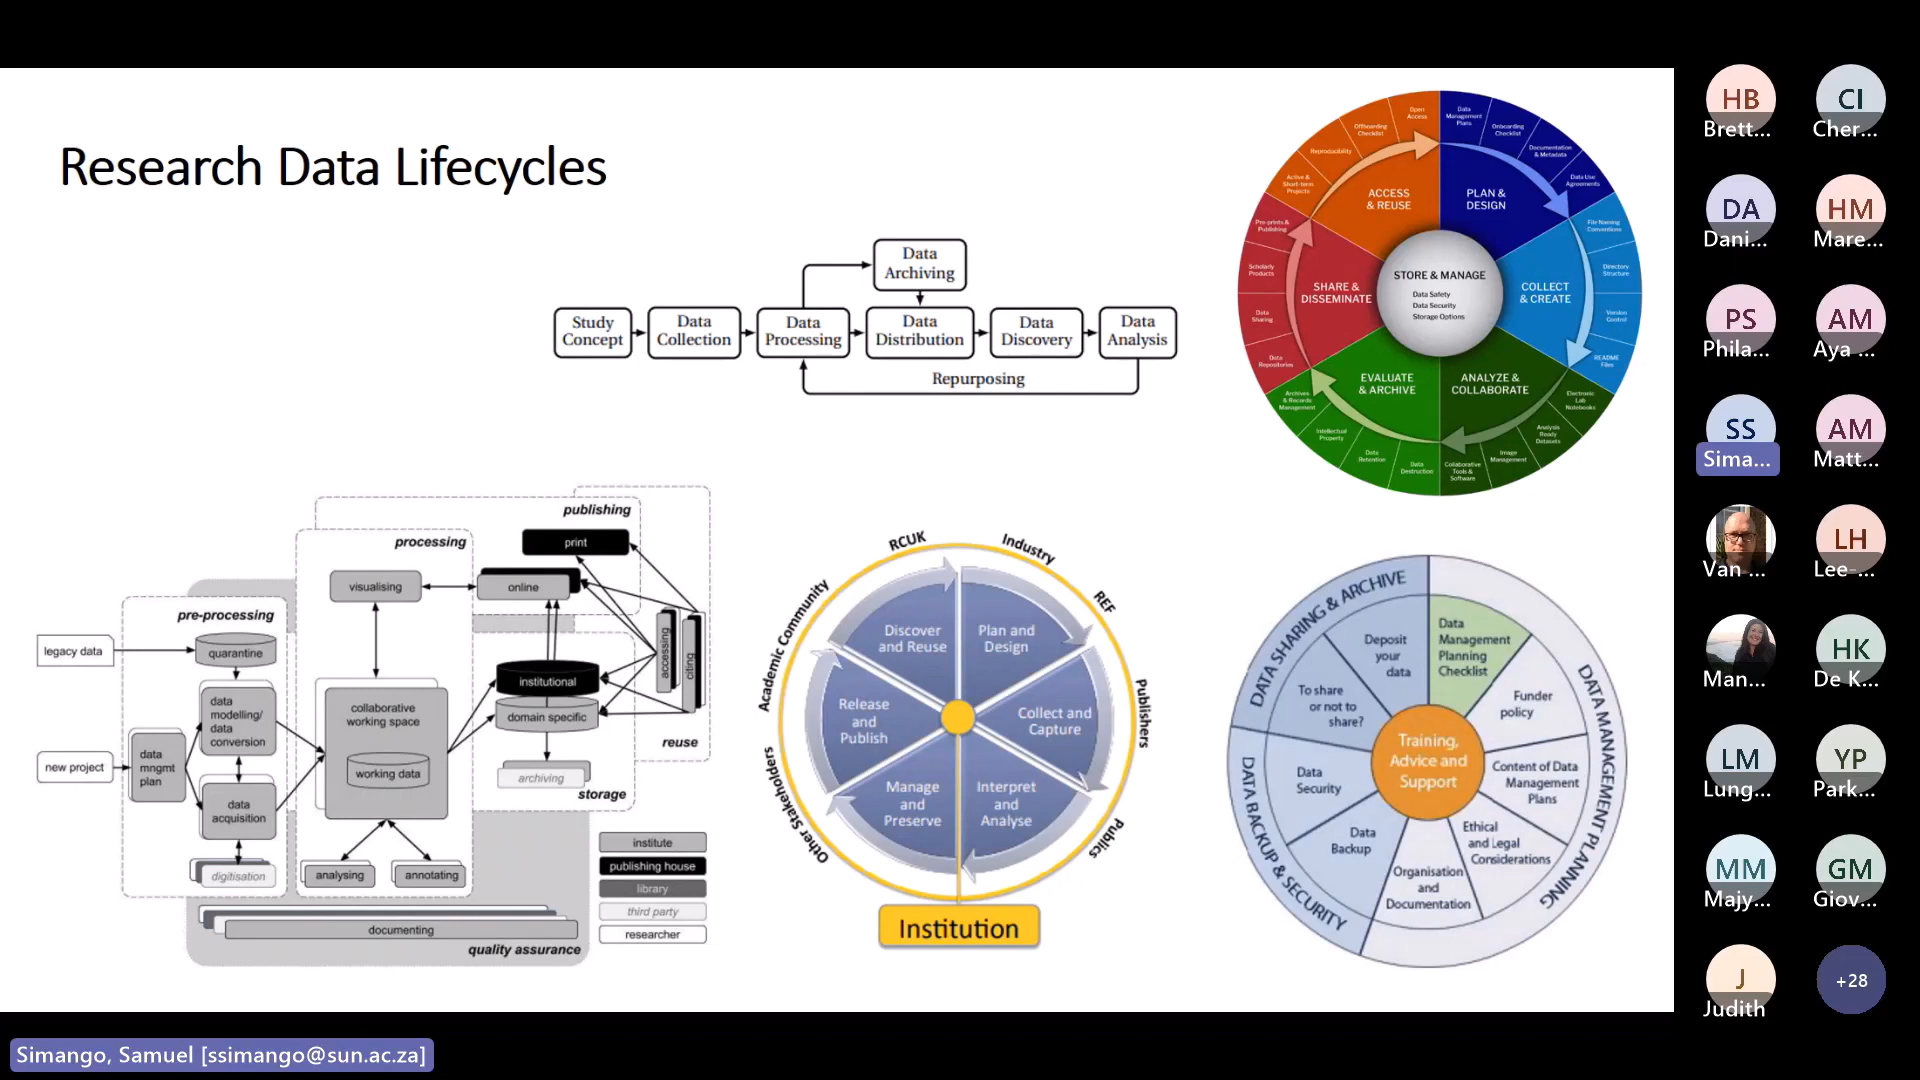 Research Data Lifecycles
Study
Concept
Data
Collection
Data
Processing
Data
Archiving
Data
Distribution
Data
Discovery
Data
Analysis
Repurposing
STORE & MANAGE
Data Safety
Data Security
Storage Options
PLAN &
DESIGN
Data
Management
Plans
Onboarding
Checklist
Documentation
& Metadata
Data Use
Agreements
COLLECT
& CREATE
File Naming
Conventions
Directory
Structure
Version
Control
README
Files
ANALYZE &
COLLABORATE
Electronic
Lab
Notebooks
Analysis
Ready
Datasets
Image
Management
Collaborative
Tools &
Software
EVALUATE
& ARCHIVE
Data
Destruction
Data
Retention
Intellectual
Property
Archives
& Records
Management
SHARE &
DISSEMINATE
Data
Repositories
Data
Sharing
Scholarly
Products
Pre-prints &
Publishing
ACCESS
& REUSE
Active &
Short-term
Projects
Reproducibility
Offboarding
Checklist
Open
Access
publishing
print
processing
visualising
online
pre-processing
legacy data
quarantine
data
modelling/
data
conversion
new project
data
mngmt
plan
data
acquisition
digitisation
collaborative
working space
working data
analysing
annotating
institutional
domain specific
archiving
storage
accessing
citing
reuse
documenting
quality assurance
institute
publishing house
library
third party
researcher
RCUK
Industry
REF
Publishers
Publics
Other Stakeholders
Academic Community
Discover
and Reuse
Plan and
Design
Collect and
Capture
Interpret
and
Analyse
Manage
and
Preserve
Release
and
Publish
Institution
DATA SHARING & ARCHIVE
DATA MANAGEMENT PLANNING
DATA BACKUP & SECURITY
Training,
Advice and
Support
Data
Management
Planning
Checklist
Funder
policy
Content of Data
Management
Plans
Ethical
and Legal
Considerations
Organisation
and
Documentation
Data
Backup
Data
Security
To share
or not to
share?
Deposit
your
data
HB
Brett...
CI
Cher...
DA
Dani...
HM
Mare...
PS
Phila...
AM
Aya ...
SS
Sima...
AM
Matt...
Van ...
LH
Lee-...
Man...
HK
De K...
LM
Lung...
YP
Park...
MM
Majy...
GM
Giov...
J
Judith
+28
Simango, Samuel [ssimango@sun.ac.za]